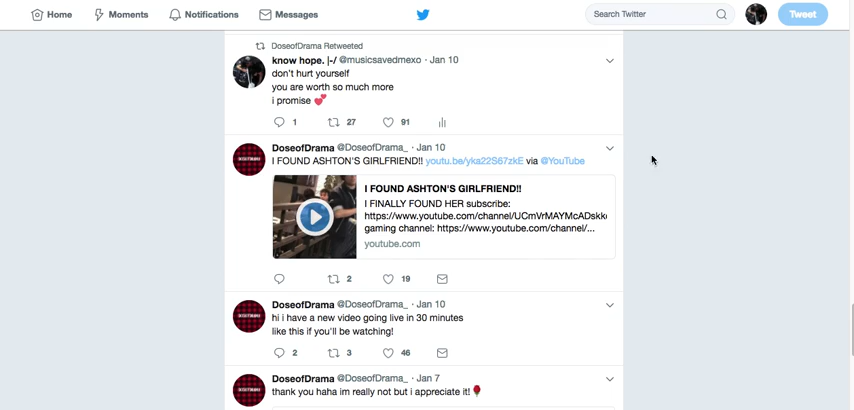 Home Moments Notifications Messages Search Twitter Tweet
DoseofDrama Retweeted
know hope. |-/ @musicsavedmexo · Jan 10
don't hurt yourself
you are worth so much more
i promise 💕
1 27 91
DoseofDrama @DoseofDrama_ · Jan 10
I FOUND ASHTON'S GIRLFRIEND!! youtu.be/yka22S67zkE via @YouTube
I FOUND ASHTON'S GIRLFRIEND!!
I FINALLY FOUND HER subscribe:
https://www.youtube.com/channel/UCmVrMAYMcADskk
gaming channel: https://www.youtube.com/channel/...
youtube.com
2 19
DoseofDrama @DoseofDrama_ · Jan 10
hi i have a new video going live in 30 minutes
like this if you'll be watching!
2 3 46
DoseofDrama @DoseofDrama_ · Jan 7
thank you haha im really not but i appreciate it! 🌹